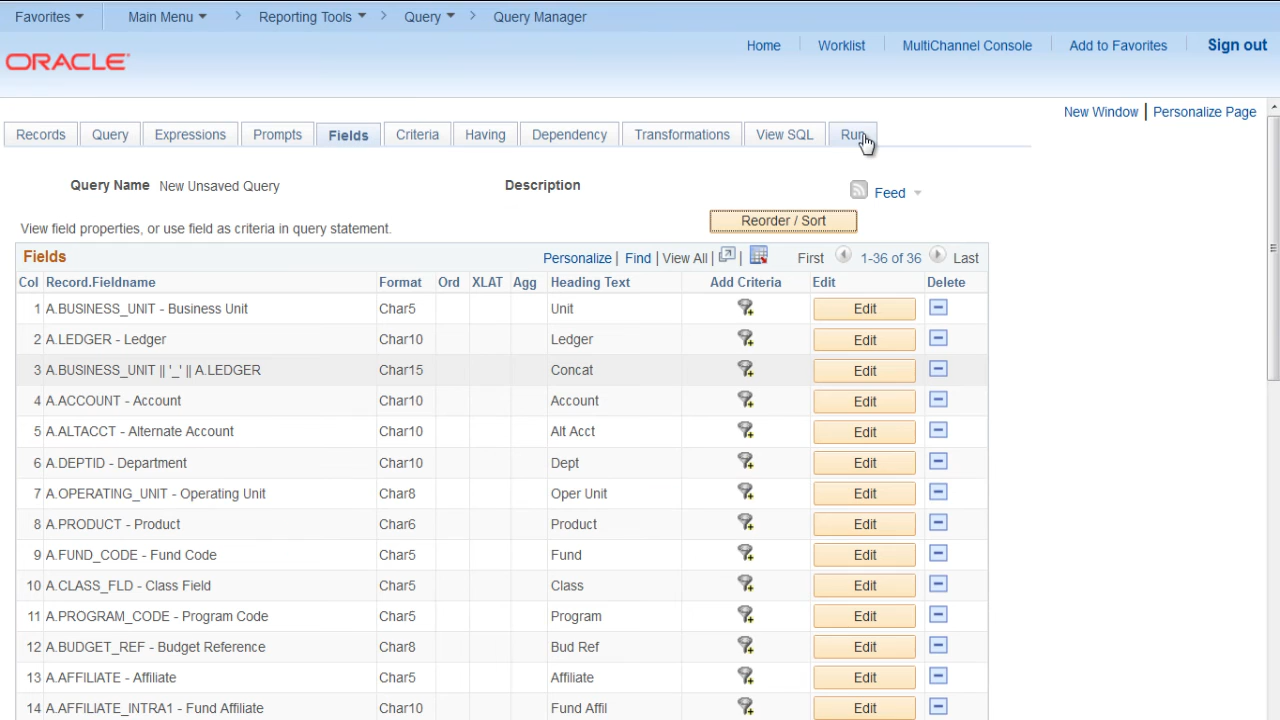 Favorites Main Menu Reporting Tools Query Query Manager
Home Worklist MultiChannel Console Add to Favorites Sign out
ORACLE
New Window Personalize Page
Records Query Expressions Prompts Fields Criteria Having Dependency Transformations View SQL Run
Query Name New Unsaved Query Description Feed
Reorder / Sort
View field properties, or use field as criteria in query statement.
Fields Personalize | Find | View All | | First 1-36 of 36 Last
Col Record.Fieldname Format Ord XLAT Agg Heading Text Add Criteria Edit Delete
1 A.BUSINESS_UNIT - Business Unit Char5 Unit Edit
2 A.LEDGER - Ledger Char10 Ledger Edit
3 A.BUSINESS_UNIT || '_' || A.LEDGER Char15 Concat Edit
4 A.ACCOUNT - Account Char10 Account Edit
5 A.ALTACCT - Alternate Account Char10 Alt Acct Edit
6 A.DEPTID - Department Char10 Dept Edit
7 A.OPERATING_UNIT - Operating Unit Char8 Oper Unit Edit
8 A.PRODUCT - Product Char6 Product Edit
9 A.FUND_CODE - Fund Code Char5 Fund Edit
10 A.CLASS_FLD - Class Field Char5 Class Edit
11 A.PROGRAM_CODE - Program Code Char5 Program Edit
12 A.BUDGET_REF - Budget Reference Char8 Bud Ref Edit
13 A.AFFILIATE - Affiliate Char5 Affiliate Edit
14 A.AFFILIATE_INTRA1 - Fund Affiliate Char10 Fund Affil Edit